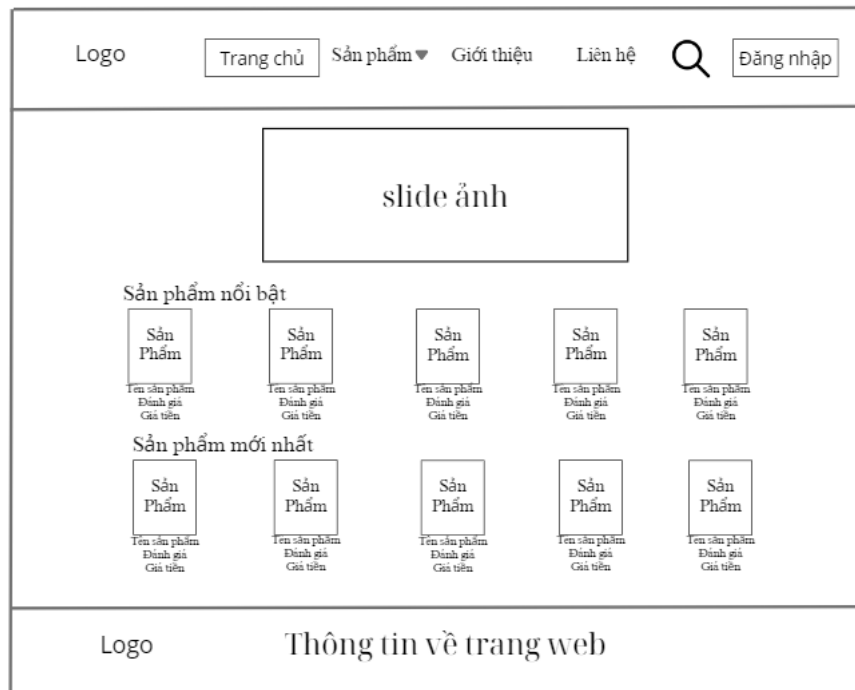 Logo
Trang chủ
Sản phẩm
Giới thiệu
Liên hệ
Đăng nhập
slide ảnh
Sản phẩm nổi bật
Sản
Phẩm
Tên sản phẩm
Đánh giá
Giá tiền
Sản
Phẩm
Tên sản phẩm
Đánh giá
Giá tiền
Sản
Phẩm
Tên sản phẩm
Đánh giá
Giá tiền
Sản
Phẩm
Tên sản phẩm
Đánh giá
Giá tiền
Sản
Phẩm
Tên sản phẩm
Đánh giá
Giá tiền
Sản phẩm mới nhất
Sản
Phẩm
Tên sản phẩm
Đánh giá
Giá tiền
Sản
Phẩm
Tên sản phẩm
Đánh giá
Giá tiền
Sản
Phẩm
Tên sản phẩm
Đánh giá
Giá tiền
Sản
Phẩm
Tên sản phẩm
Đánh giá
Giá tiền
Sản
Phẩm
Tên sản phẩm
Đánh giá
Giá tiền
Logo
Thông tin về trang web